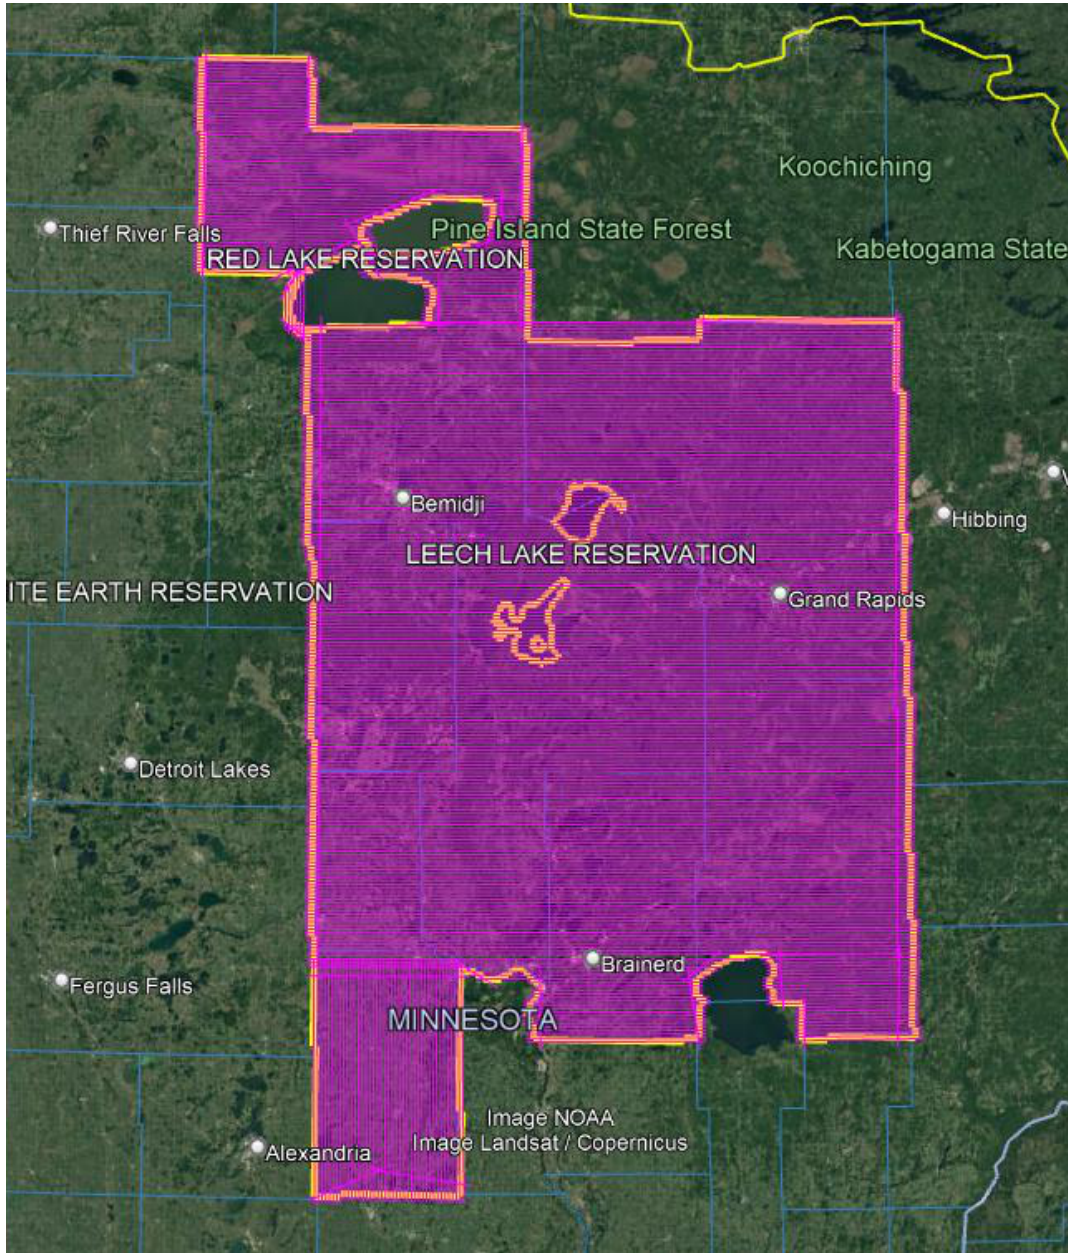 Koochiching
Pine Island State Forest
Thief River Falls
Kabetogama State
RED LAKE RESERVATION
Bemidji
Hibbing
LEECH LAKE RESERVATION
ITE EARTH RESERVATION
Grand Rapids
Detroit Lakes
Brainerd
Fergus Falls
MINNESOTA
Image NOAA
Image Landsat / Copernicus
Alexandria